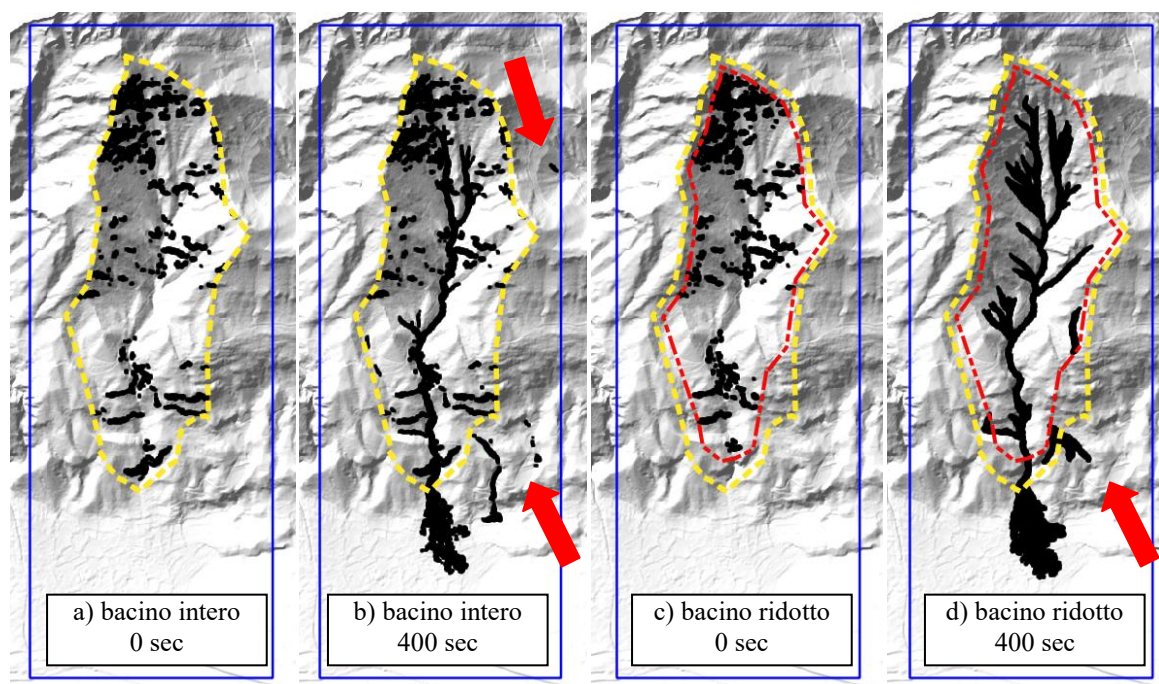 a) bacino intero
0 sec
b) bacino intero
400 sec
c) bacino ridotto
0 sec
d) bacino ridotto
400 sec